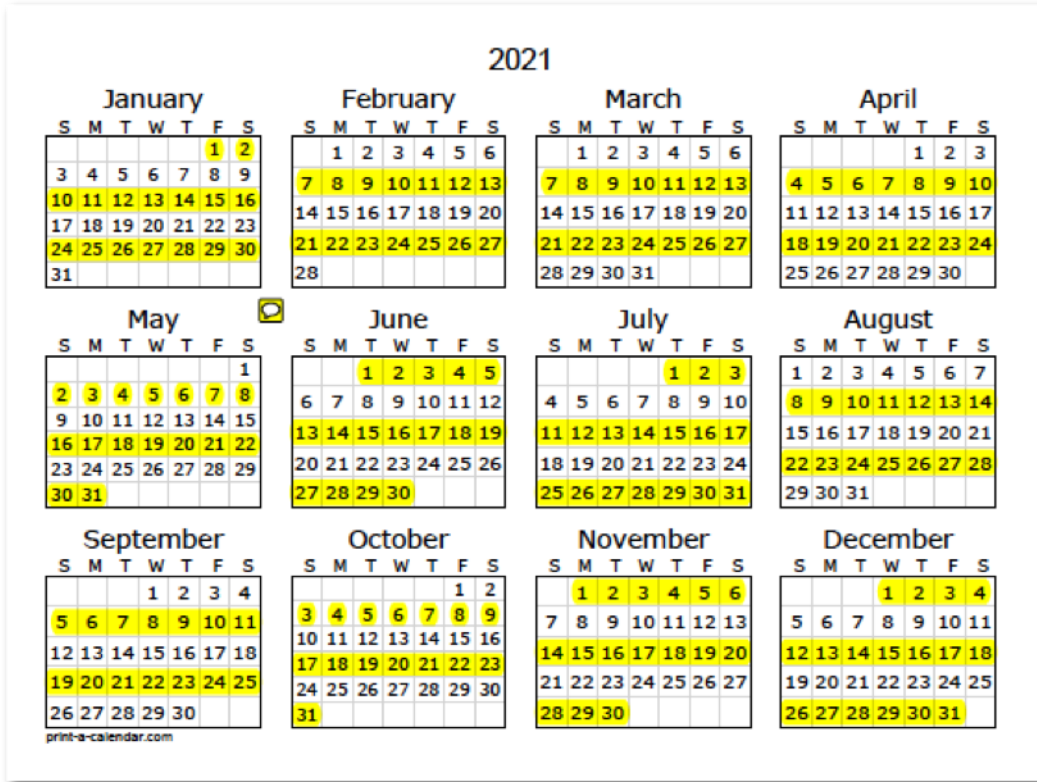 2021
January February March April
S M T W T F S S M T W T F S S M T W T F S S M T W T F S
1 2 1 2 3 4 5 6 1 2 3 4 5 6 1 2 3
3 4 5 6 7 8 9 7 8 9 10 11 12 13 7 8 9 10 11 12 13 4 5 6 7 8 9 10
10 11 12 13 14 15 16 14 15 16 17 18 19 20 14 15 16 17 18 19 20 11 12 13 14 15 16 17
17 18 19 20 21 22 23 21 22 23 24 25 26 27 21 22 23 24 25 26 27 18 19 20 21 22 23 24
24 25 26 27 28 29 30 28 28 29 30 31 25 26 27 28 29 30
31
May June July August
S M T W T F S S M T W T F S S M T W T F S S M T W T F S
1 1 2 3 4 5 1 2 3 1 2 3 4 5 6 7
2 3 4 5 6 7 8 6 7 8 9 10 11 12 4 5 6 7 8 9 10 8 9 10 11 12 13 14
9 10 11 12 13 14 15 13 14 15 16 17 18 19 11 12 13 14 15 16 17 15 16 17 18 19 20 21
16 17 18 19 20 21 22 20 21 22 23 24 25 26 18 19 20 21 22 23 24 22 23 24 25 26 27 28
23 24 25 26 27 28 29 27 28 29 30 25 26 27 28 29 30 31 29 30 31
30 31
September October November December
S M T W T F S S M T W T F S S M T W T F S S M T W T F S
1 2 3 4 1 2 1 2 3 4 5 6 1 2 3 4
5 6 7 8 9 10 11 3 4 5 6 7 8 9 7 8 9 10 11 12 13 5 6 7 8 9 10 11
12 13 14 15 16 17 18 10 11 12 13 14 15 16 14 15 16 17 18 19 20 12 13 14 15 16 17 18
19 20 21 22 23 24 25 17 18 19 20 21 22 23 21 22 23 24 25 26 27 19 20 21 22 23 24 25
26 27 28 29 30 24 25 26 27 28 29 30 28 29 30 26 27 28 29 30 31
31
print-a-calendar.com